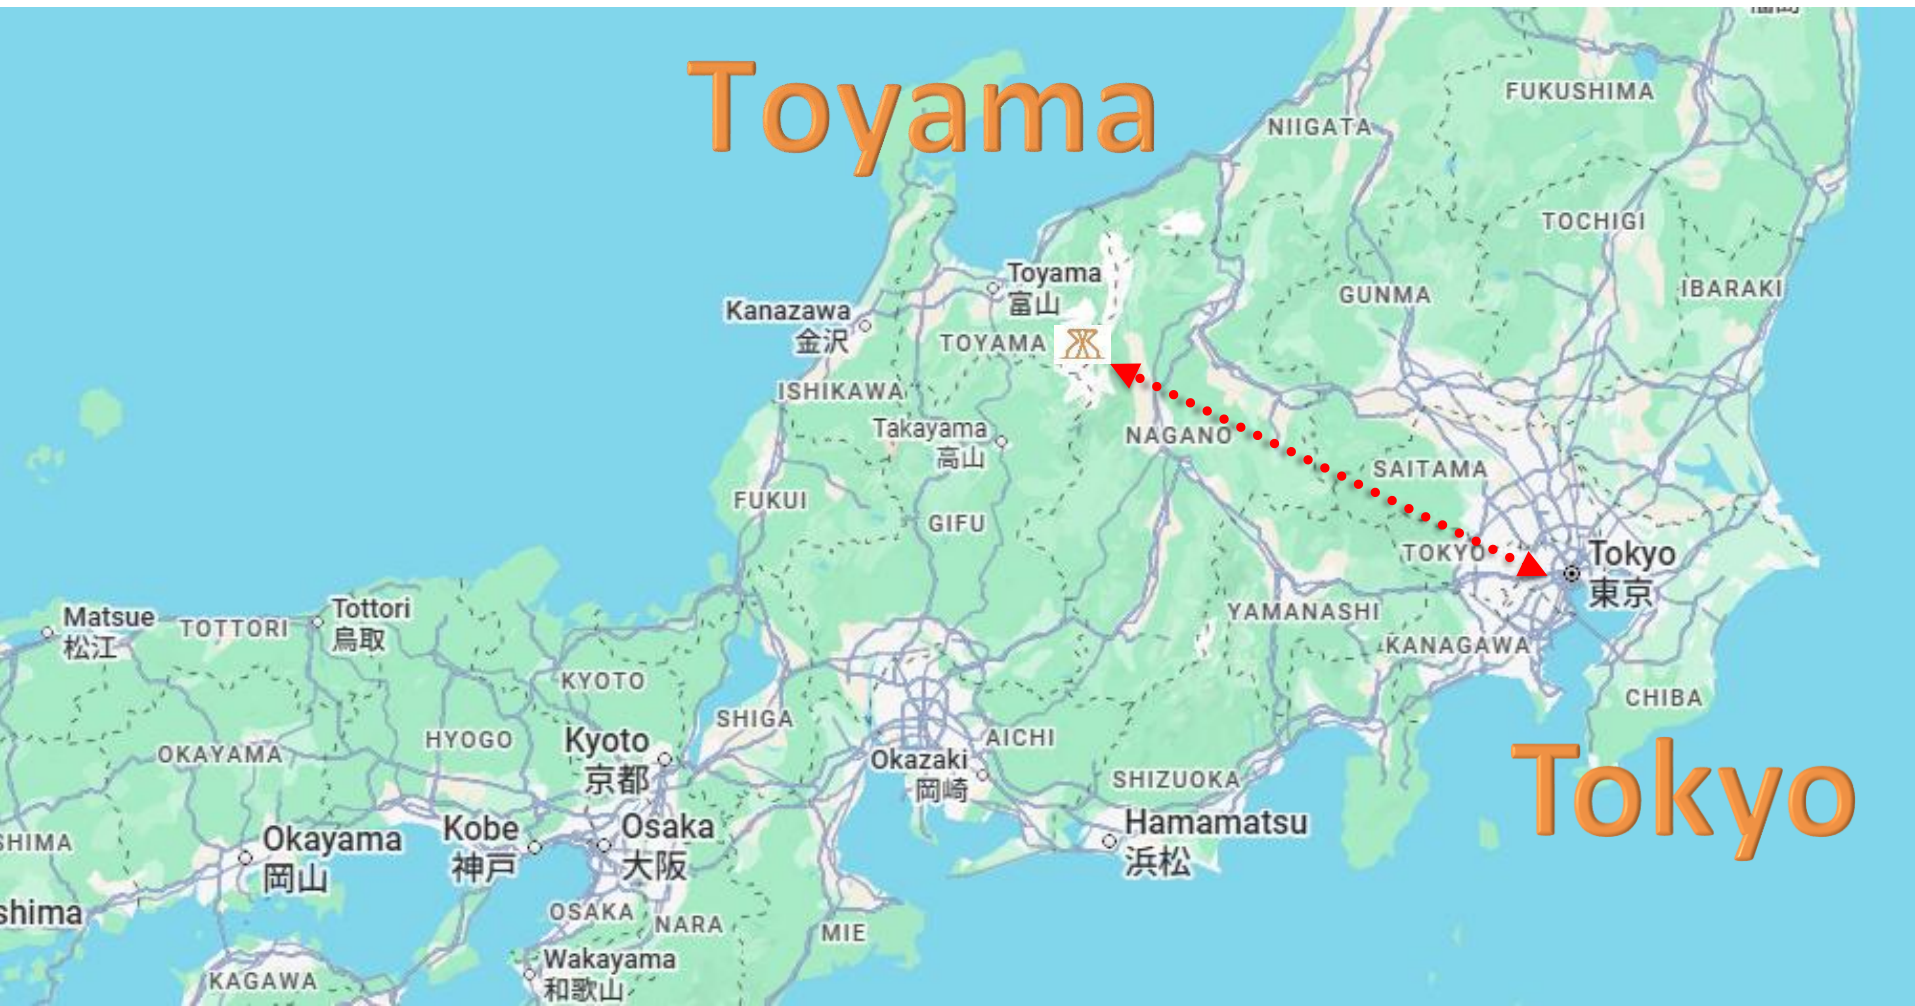 Toyama
FUKUSHIMA
NIIGATA
TOCHIGI
Toyama
富山
IBARAKI
GUNMA
Kanazawa
金沢
TOYAMA
ISHIKAWA
Takayama
高山
NAGANO
SAITAMA
FUKUI
GIFU
TOKYO
Tokyo
東京
Matsue
松江
TOTTORI
Tottori
鳥取
YAMANASHI
KANAGAWA
KYOTO
CHIBA
SHIGA
HYOGO
Kyoto
京都
OKAYAMA
AICHI
Okazaki
岡崎
SHIZUOKA
Tokyo
Hamamatsu
浜松
Kobe
神戸
Osaka
大阪
Okayama
岡山
SHIMA
shima
OSAKA
NARA
MIE
Wakayama
和歌山
KAGAWA